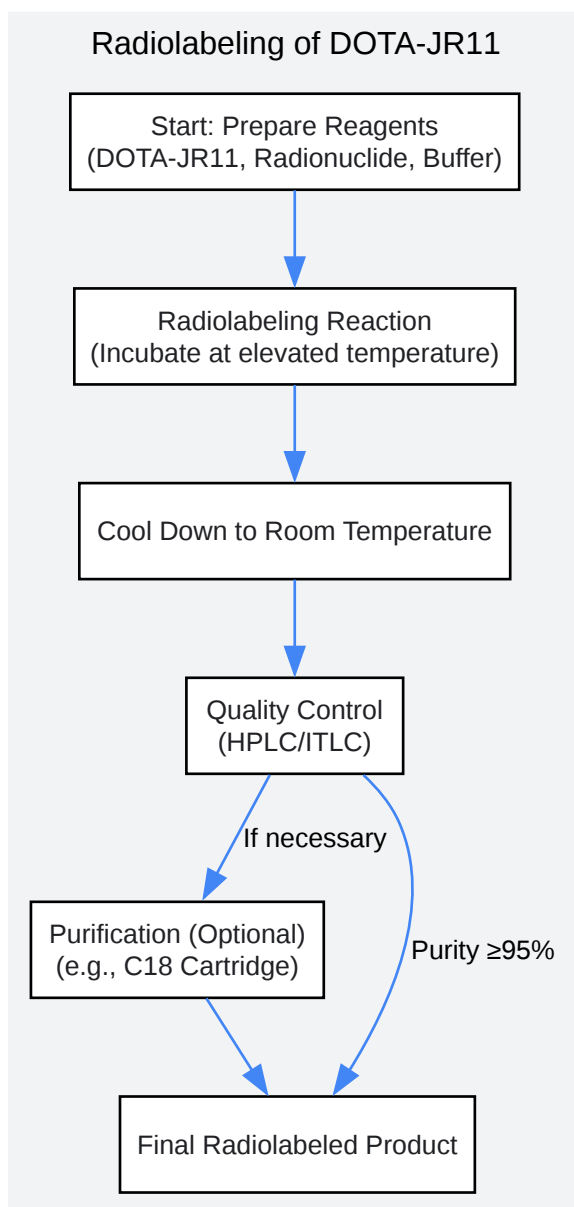 Radiolabeling of DOTA-JR11
Start: Prepare Reagents
(DOTA-JR11, Radionuclide, Buffer)
Radiolabeling Reaction
(Incubate at elevated temperature)
Cool Down to Room Temperature
Quality Control
(HPLC/ITLC)
If necessary
Purification (Optional)
(e.g., C18 Cartridge)
Purity ≥95%
Final Radiolabeled Product